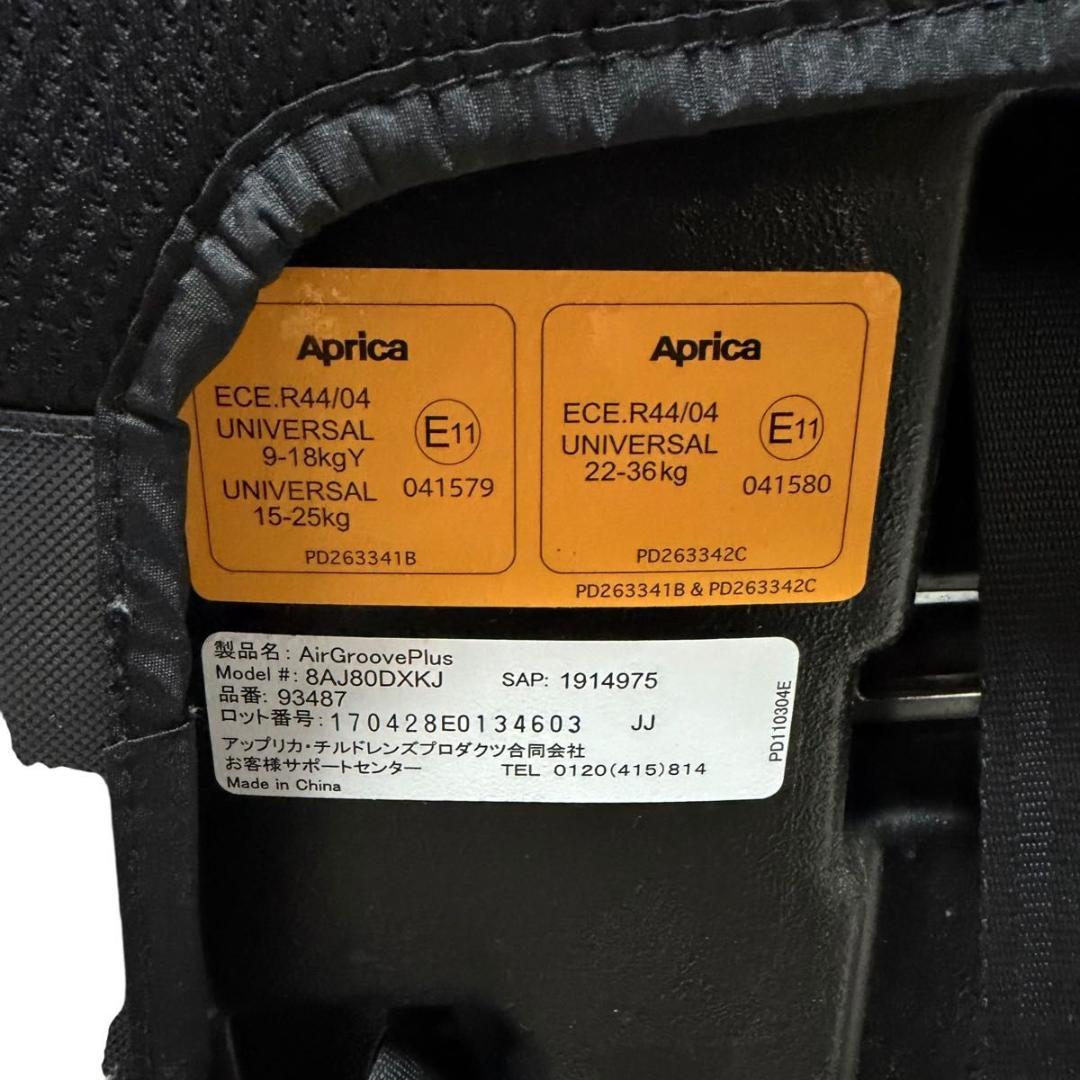 Aprica
ECE.R44/04
UNIVERSAL
9-18kgY
E11
UNIVERSAL
15-25kg
041579
PD263341B
Aprica
ECE.R44/04
UNIVERSAL
22-36kg
E11
041580
PD263342C
PD263341B & PD263342C
製品名: AirGroovePlus
Model #: 8AJ80DXKJ SAP: 1914975
品番: 93487
ロット番号: 170428E0134603 JJ
アップリカ・チルドレンズプロダクツ合同会社
お客様サポートセンター TEL 0120(415)814
Made in China
PD110304E